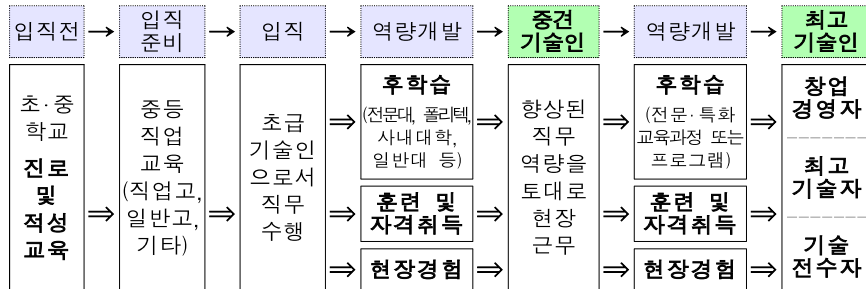 입직전 → 입직 준비 → 입직 → 역량개발 → 중견 기술인 → 역량개발 → 최고 기술인
초·중
학교
진로
및
적성
교육
⇒
중등
직업
교육
(직업고,
일반고,
기타)
⇒
초급
기술인
으로서
직무
수행
⇒
후학습
(전문대, 폴리텍,
사내대학,
일반대 등)
⇒
⇒
훈련 및
자격취득
⇒
⇒
현장경험
⇒
향상된
직무
역량을
토대로
현장
근무
⇒
후학습
(전문·특화
교육과정 또는
프로그램)
⇒
⇒
훈련 및
자격취득
⇒
⇒
현장경험
⇒
창업
경영자
최고
기술자
기술
전수자